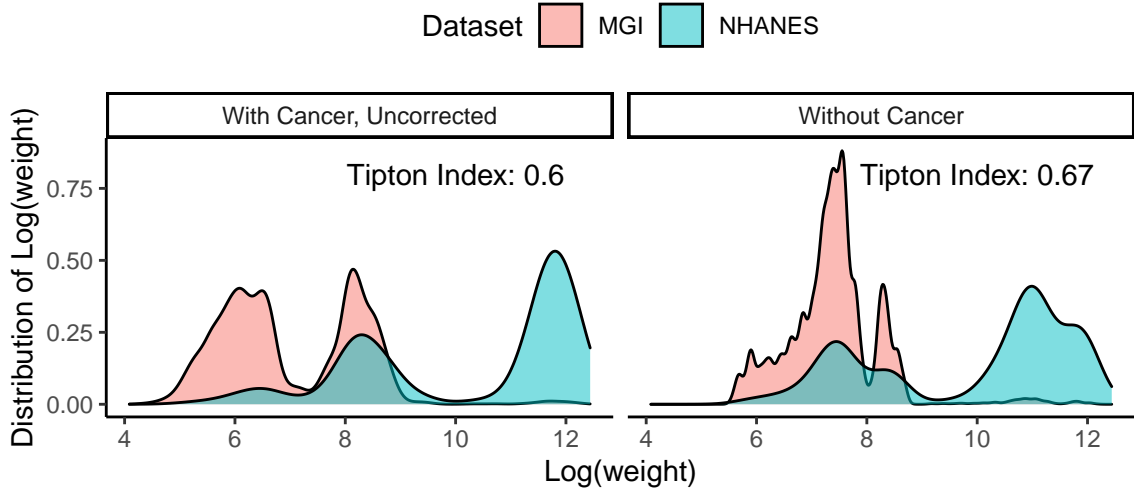 Dataset MGI NHANES
With Cancer, Uncorrected Without Cancer
Tipton Index: 0.6 Tipton Index: 0.67
Distribution of Log(weight)
0.75
0.50
0.25
0.00
4 6 8 10 12 4 6 8 10 12
Log(weight)